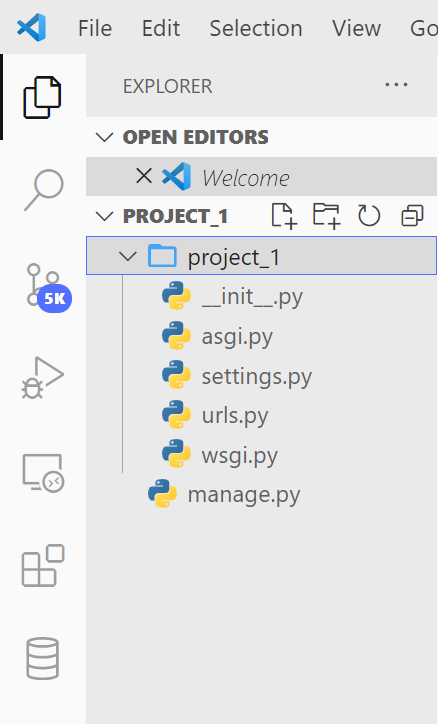 File Edit Selection View Go
EXPLORER
OPEN EDITORS
Welcome
PROJECT_1
project_1
__init__.py
asgi.py
settings.py
5K
urls.py
wsgi.py
manage.py